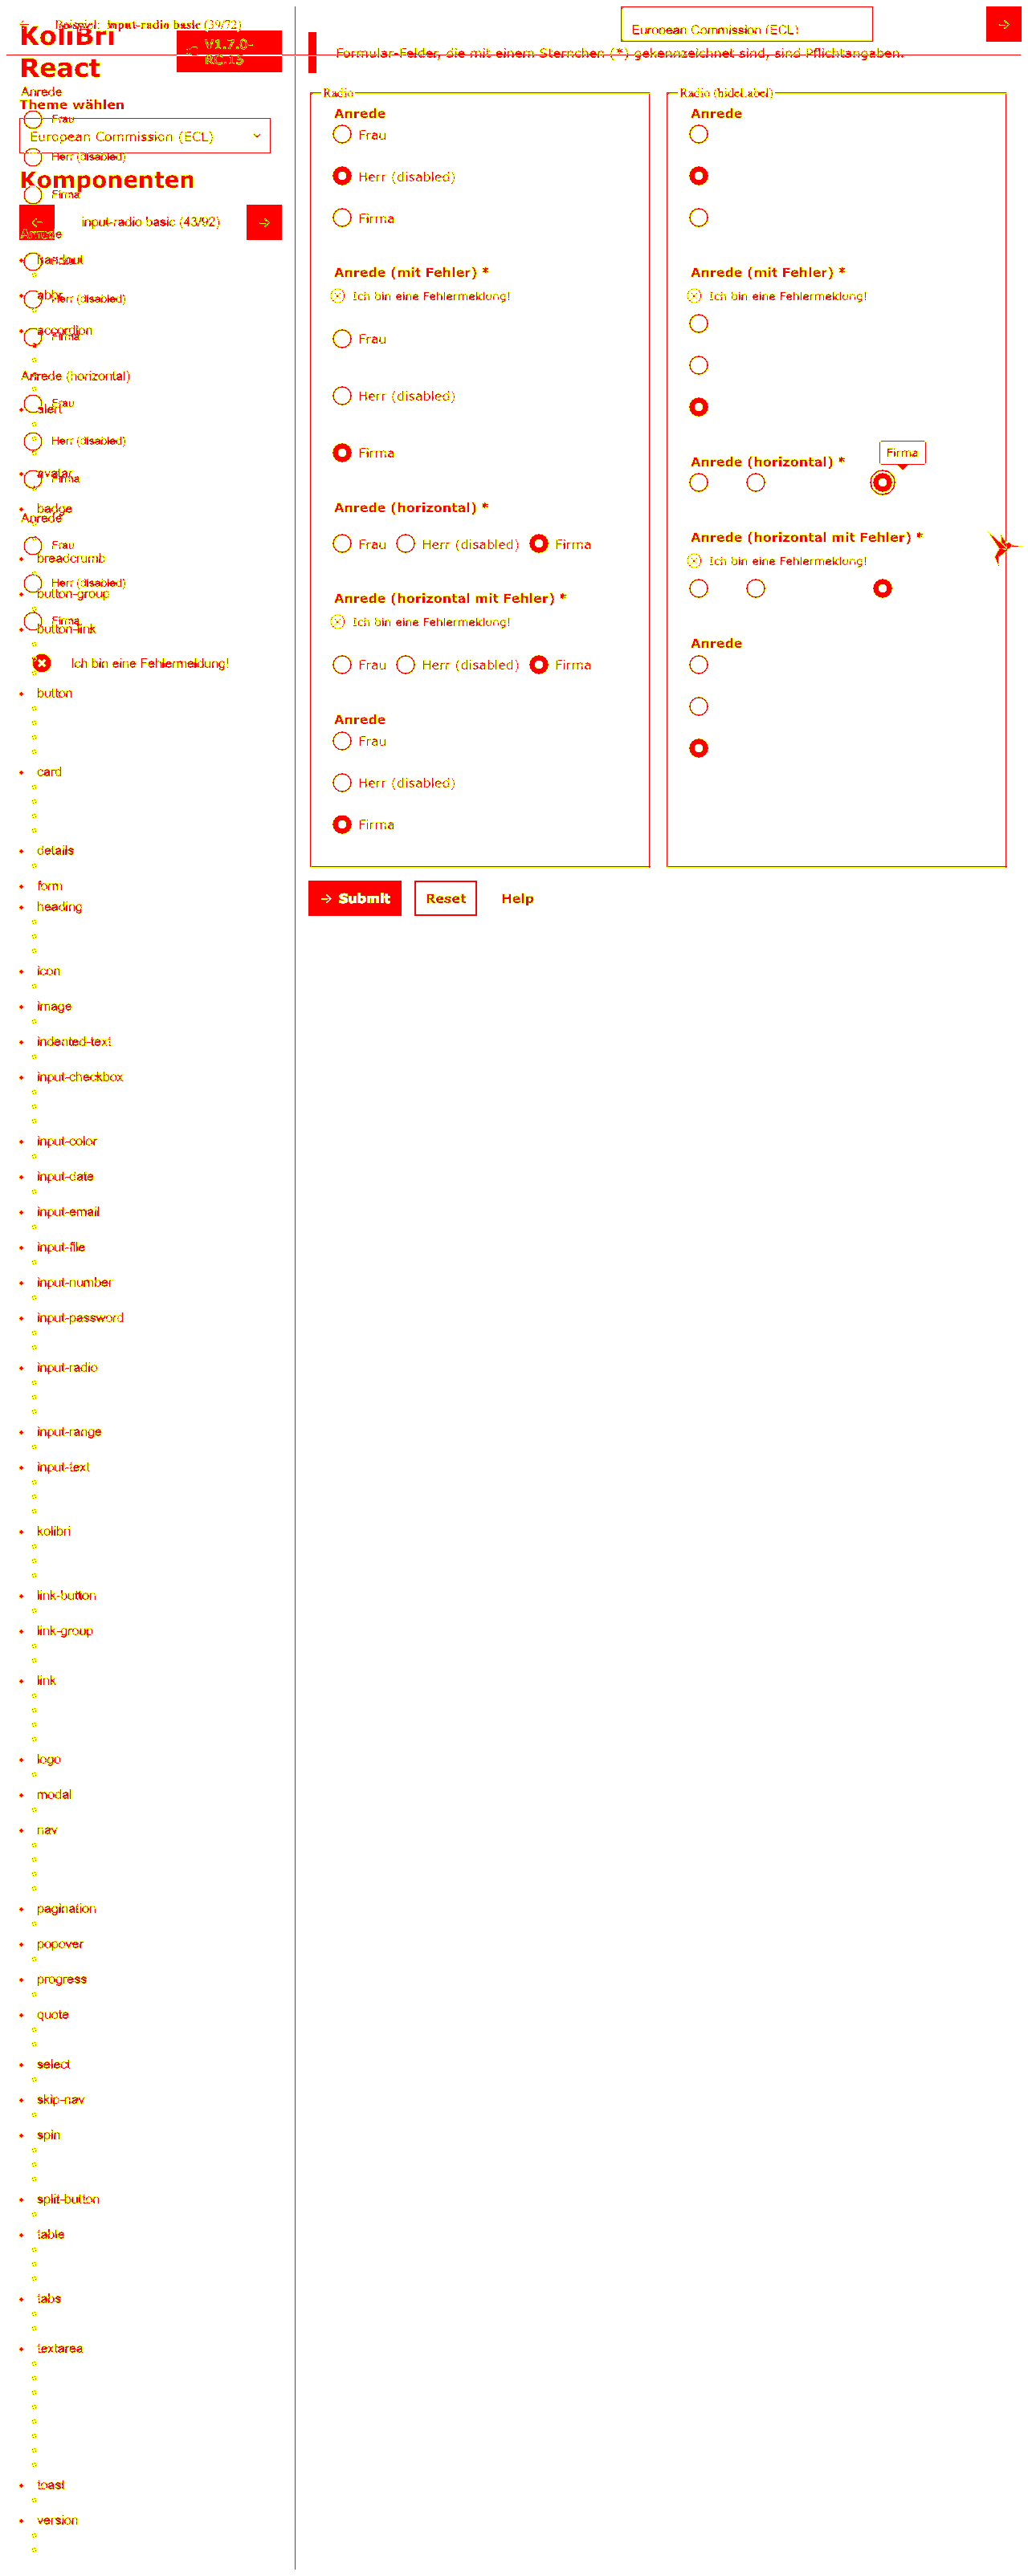 Beispiel: input-radio basic (39/72)
European Commission (ECL)
KoliBri
React
V1.7.0-
RC.15
Formular-Felder, die mit einem Sternchen (*) gekennzeichnet sind, sind Pflichtangaben.
Anrede
Theme wählen
Frau
European Commission (ECL)
Herr (disabled)
Komponenten
Firma
input-radio basic (43/92)
Anrede
handout
abbr
Herr (disabled)
accordion
Firma
Anrede (horizontal)
Frau
alert
Herr (disabled)
avatar
Firma
badge
Anrede
Frau
breadcrumb
Herr (disabled)
button-group
Firma
button-link
Ich bin eine Fehlermeldung!
button
card
details
form
heading
icon
image
indented-text
input-checkbox
input-color
input-date
input-email
input-file
input-number
input-password
input-radio
input-range
input-text
kolibri
link-button
link-group
link
logo
modal
nav
pagination
popover
progress
quote
select
skip-nav
spin
split-button
table
tabs
textarea
toast
version
Radio
Anrede
Frau
Herr (disabled)
Firma
Anrede (mit Fehler) *
Ich bin eine Fehlermeldung!
Frau
Herr (disabled)
Firma
Anrede (horizontal) *
Frau Herr (disabled) Firma
Anrede (horizontal mit Fehler) *
Ich bin eine Fehlermeldung!
Frau Herr (disabled) Firma
Anrede
Frau
Herr (disabled)
Firma
Radio (hideLabel)
Anrede
Anrede (mit Fehler) *
Ich bin eine Fehlermeldung!
Firma
Anrede (horizontal) *
Anrede (horizontal mit Fehler) *
Ich bin eine Fehlermeldung!
Anrede
Submit Reset Help